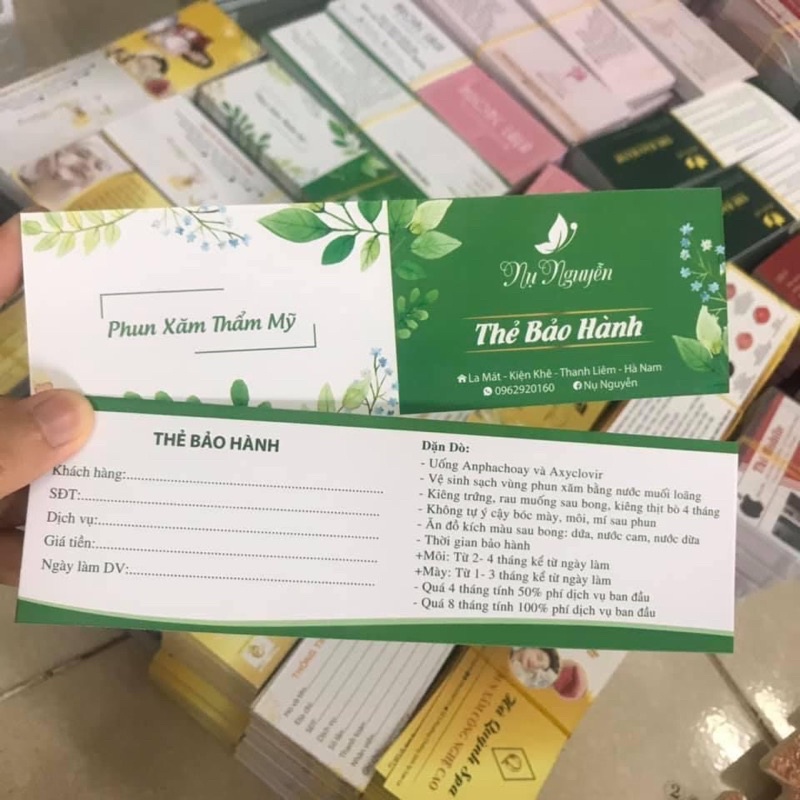 Phun Xăm Thẩm Mỹ
Nụ Nguyễn
Thẻ Bảo Hành
La Mát - Kiện Khê - Thanh Liêm - Hà Nam
0962920160 Nụ Nguyễn
THẺ BẢO HÀNH
Khách hàng:
SĐT:
Dịch vụ:
Giá tiền:
Ngày làm DV:
Dặn Dò:
- Uống Anphachoay và Axyclovir
- Vệ sinh sạch vùng phun xăm bằng nước muối loãng
- Kiêng trứng, rau muống sau bong, kiêng thịt bò 4 tháng
- Không tự ý cậy bóc mày, môi, mí sau phun
- Ăn đồ kích màu sau bong: dứa, nước cam, nước dừa
- Thời gian bảo hành
+Môi: Từ 2- 4 tháng kể từ ngày làm
+Mày: Từ 1- 3 tháng kể từ ngày làm
- Quá 4 tháng tính 50% phí dịch vụ ban đầu
- Quá 8 tháng tính 100% phí dịch vụ ban đầu
Hà Quỳnh Spa